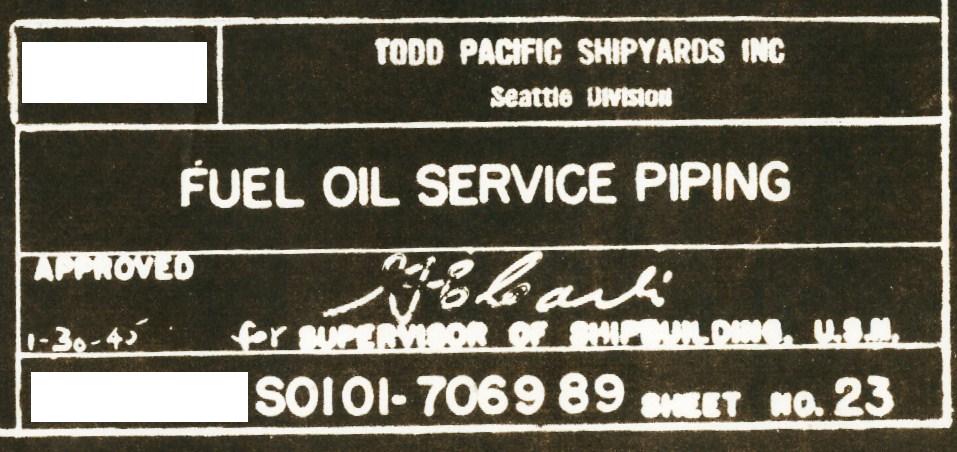 TODD PACIFIC SHIPYARDS INC
Seattle Division
FUEL OIL SERVICE PIPING
APPROVED
1-30-45 for SUPERVISOR OF SHIPBUILDING, U.S.N.
S0101-706989 SHEET NO. 23